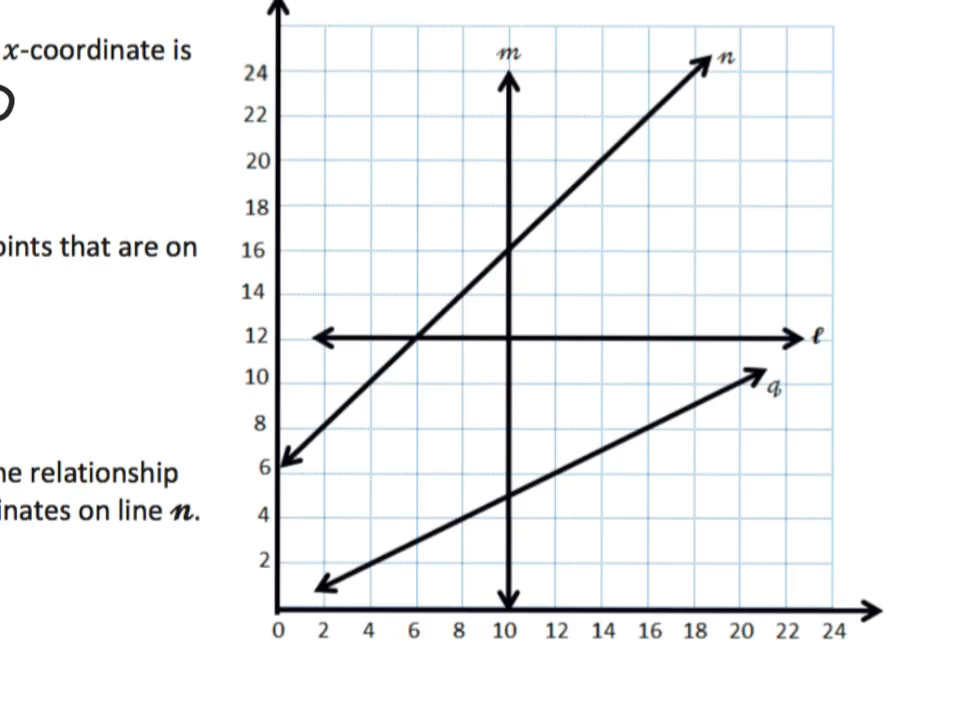 x-coordinate is
oints that are on
ne relationship
inates on line n.
m
n
24
22
20
18
16
14
12
ℓ
10
q
8
6
4
2
0 2 4 6 8 10 12 14 16 18 20 22 24